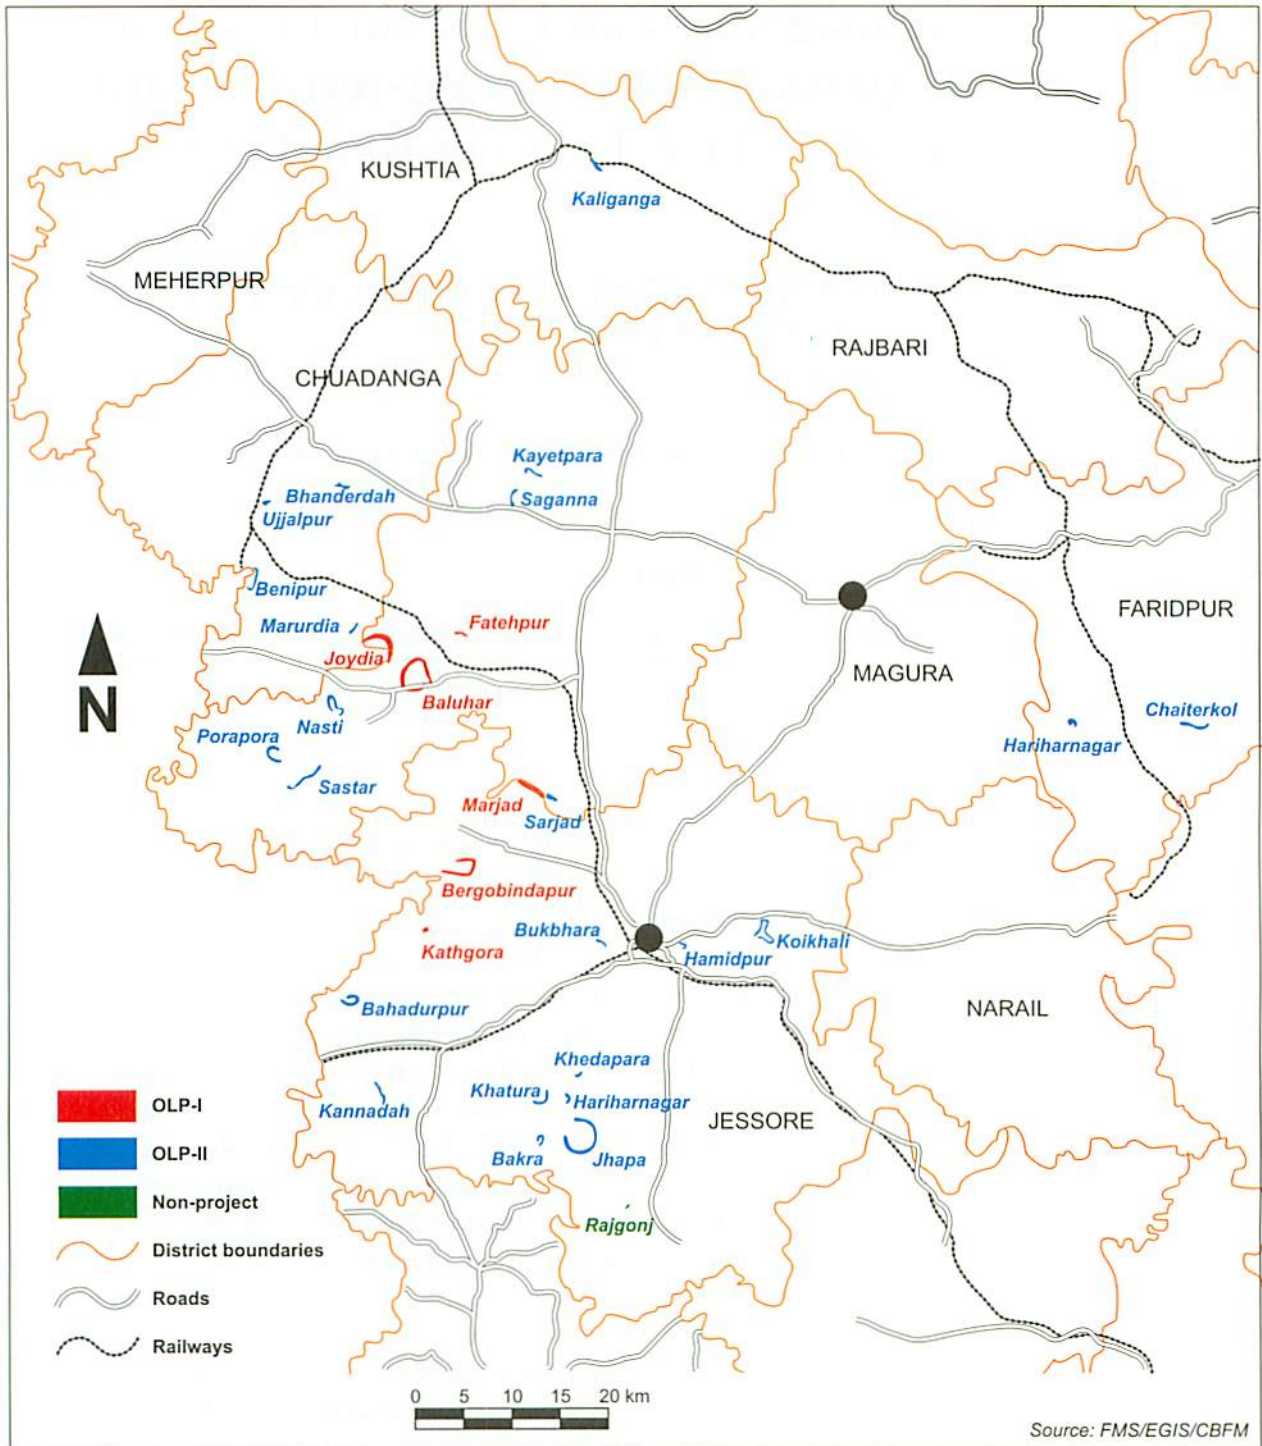 KUSHTIA
Kaliganga
MEHERPUR
RAJBARI
CHUADANGA
Kayetpara
Bhanderdah
Saganna
Ujjalpur
Benipur
FARIDPUR
Marurdia
Fatehpur
Joydia
MAGURA
Baluhar
N
Nasti
Chaiterkol
Porapora
Hariharnagar
Sastar
Marjad
Sarjad
Bergobindapur
Bukbhara
Koikhali
Kathgora
Hamidpur
Bahadurpur
NARAIL
Khedapara
Khatura
Hariharnagar
Kannadah
JESSORE
Bakra
Jhapa
Rajgonj
OLP-I
OLP-II
Non-project
District boundaries
Roads
Railways
0 5 10 15 20 km
Source: FMS/EGIS/CBFM